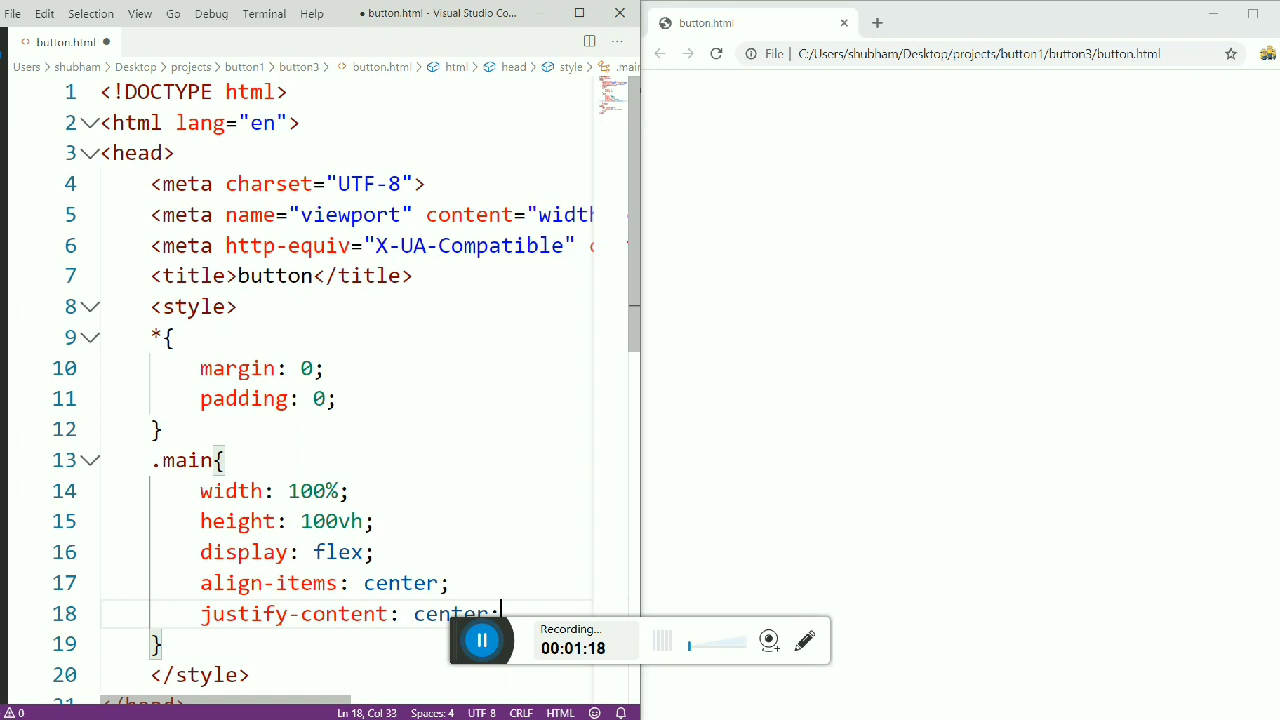 File Edit Selection View Go Debug Terminal Help ● button.html - Visual Studio Co...
button.html
Users > shubham > Desktop > projects > button1 > button3 > button.html > html > head > style > .main
1 <!DOCTYPE html>
2 <html lang="en">
3 <head>
4 <meta charset="UTF-8">
5 <meta name="viewport" content="width
6 <meta http-equiv="X-UA-Compatible" c
7 <title>button</title>
8 <style>
9 *{
10 margin: 0;
11 padding: 0;
12 }
13 .main{
14 width: 100%;
15 height: 100vh;
16 display: flex;
17 align-items: center;
18 justify-content: center;
19 }
20 </style>
21 </head>
0 Ln 18, Col 33 Spaces: 4 UTF-8 CRLF HTML
button.html
File | C:/Users/shubham/Desktop/projects/button1/button3/button.html
Recording...
00:01:18